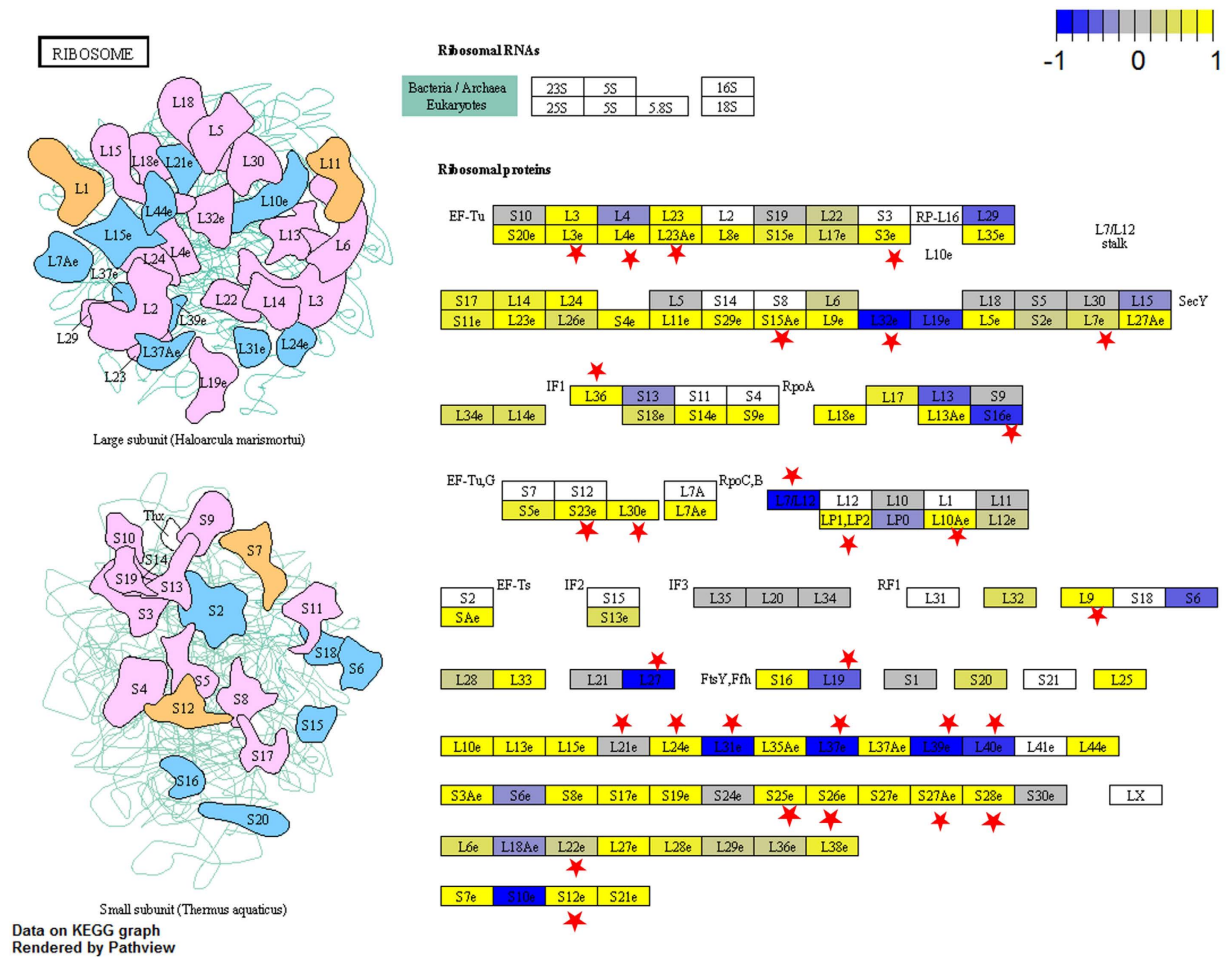 RIBOSOME
Ribosomal RNAs
-1 0 1
Bacteria / Archaea 23S 5S 16S
Eukaryotes 25S 5S 5.8S 18S
L18
L5
L15
L18e
L21e
L30
L11
L1
L10e
L44e
L32e
L15e
L13
L6
L4e
L7Ae
L24
L37e
L2
L22
L14
L3
L39e
L29
L37Ae
L31e
L24e
L23
L19e
Large subunit (Haloarcula marismortui)
Thx
S9
S10
S14
S7
S19
S13
S3
S2
S11
S18
S6
S4
S5
S8
S12
S15
S17
S16
S20
Small subunit (Thermus aquaticus)
Data on KEGG graph
Rendered by Pathview
Ribosomal proteins
EF-Tu S10 L3 L4 L23 L2 S19 L22 S3 RP-L16 L29
S20e L3e L4e L23Ae L8e S15e L17e S3e L10e L35e
L7/L12
stalk
S17 L14 L24 L5 S14 S8 L6 L18 S5 L30 L15 SecY
S11e L23e L26e S4e L11e S29e S15Ae L9e L32e L19e L5e S2e L7e L27Ae
IF1 L36 S13 S11 S4 RpoA L17 L13 S9
L34e L14e S18e S14e S9e L18e L13Ae S16e
EF-Tu,G S7 S12 L7A RpoC,B L7/L12 L12 L10 L1 L11
S5e S23e L30e L7Ae LP1,LP2 LP0 L10Ae L12e
S2 EF-Ts IF2 S15 IF3 L35 L20 L34 RF1 L31 L32 L9 S18 S6
SAe S13e
L28 L33 L21 L27 FtsY,Ffh S16 L19 S1 S20 S21 L25
L10e L13e L15e L21e L24e L31e L35Ae L37e L37Ae L39e L40e L41e L44e
S3Ae S6e S8e S17e S19e S24e S25e S26e S27e S27Ae S28e S30e LX
L6e L18Ae L22e L27e L28e L29e L36e L38e
S7e S10e S12e S21e